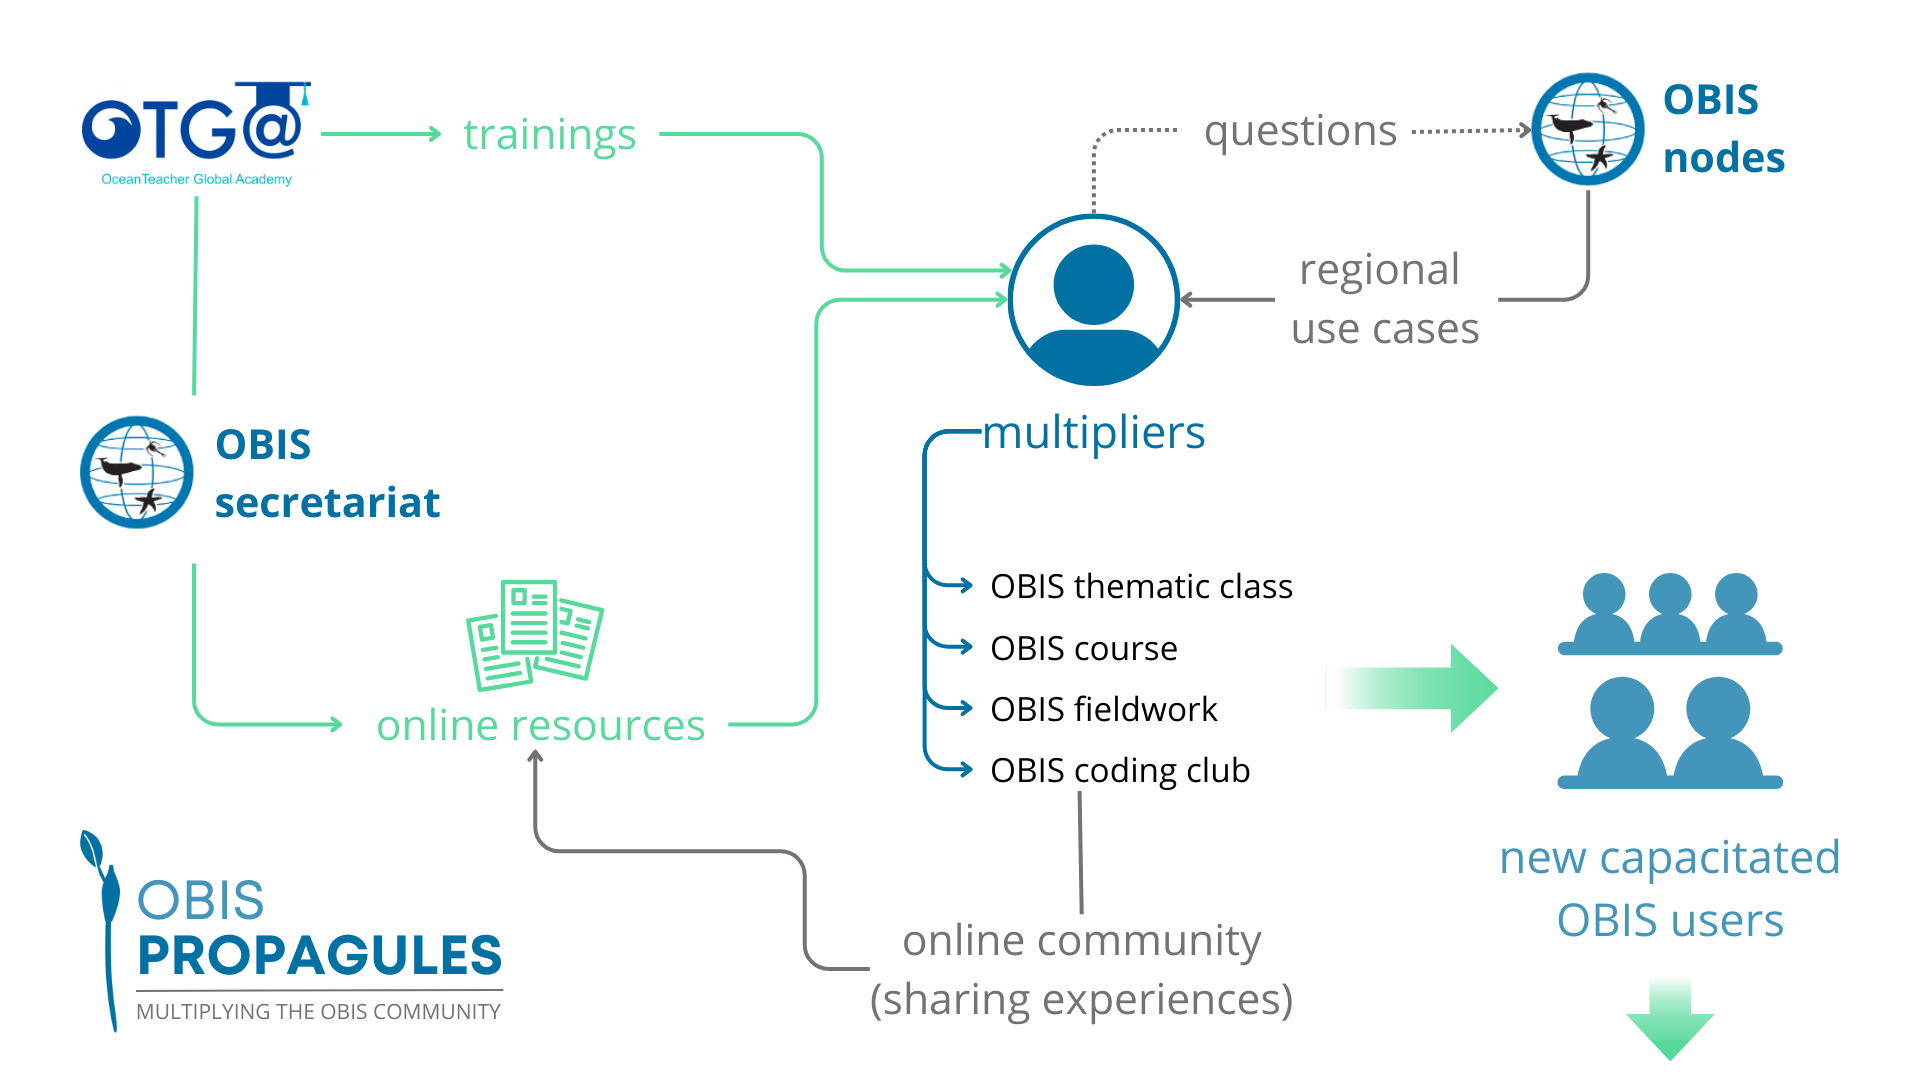 OTG@
OceanTeacher Global Academy
trainings
questions
OBIS
nodes
regional
use cases
multipliers
OBIS
secretariat
online resources
OBIS thematic class
OBIS course
OBIS fieldwork
OBIS coding club
online community
(sharing experiences)
new capacitated
OBIS users
OBIS
PROPAGULES
MULTIPLYING THE OBIS COMMUNITY